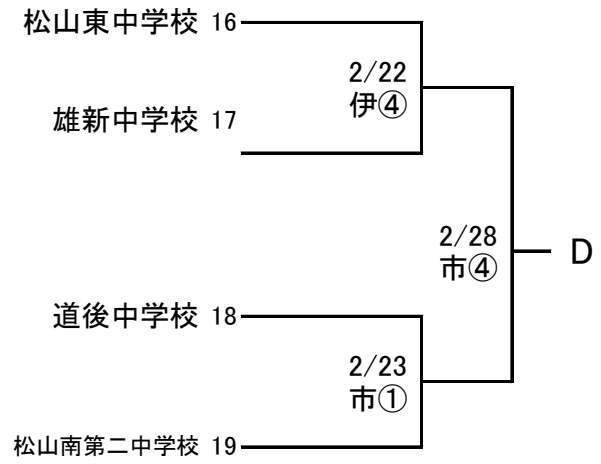 松山東中学校 16
2/22
伊④
雄新中学校 17
2/28
市④
D
道後中学校 18
2/23
市①
松山南第二中学校 19